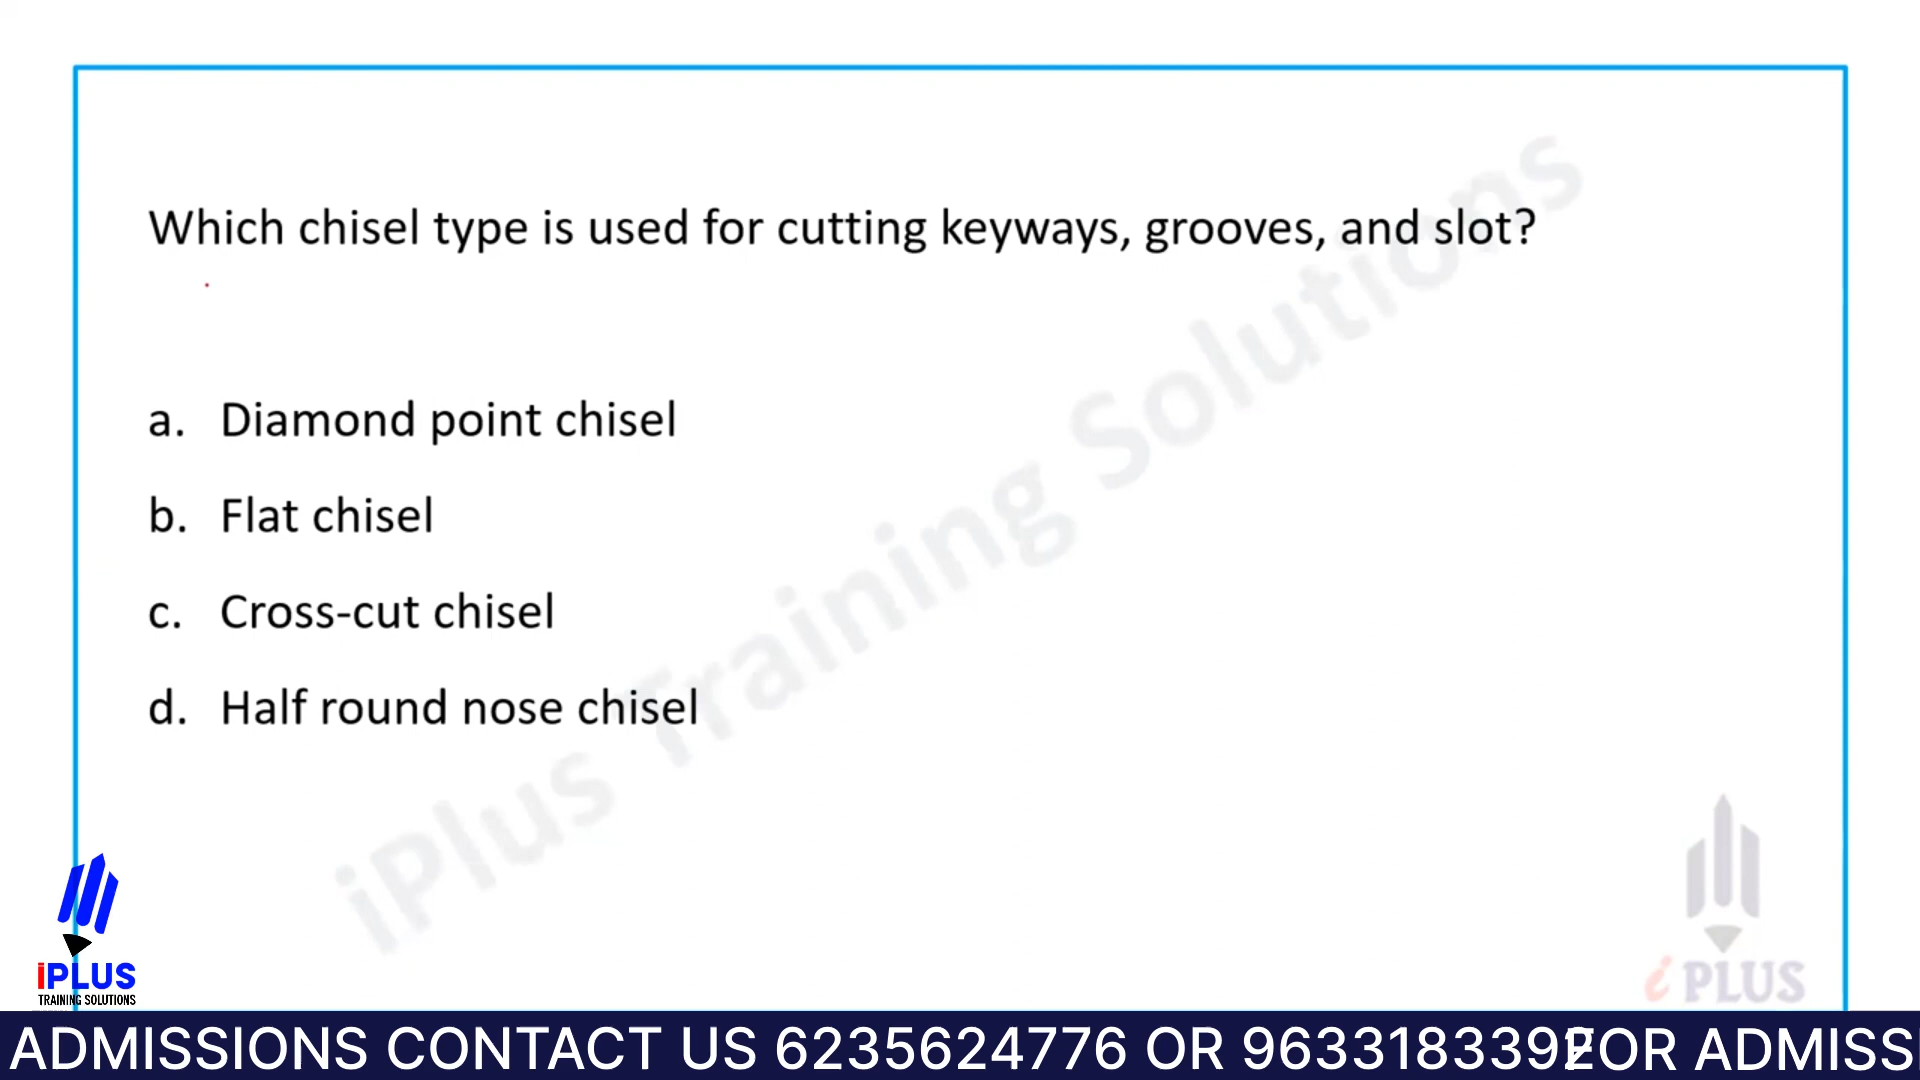 Which chisel type is used for cutting keyways, grooves, and slot?
a. Diamond point chisel
b. Flat chisel
c. Cross-cut chisel
d. Half round nose chisel
iPlus Training Solutions
iPLUS
TRAINING SOLUTIONS
i PLUS
ADMISSIONS CONTACT US 6235624776 OR 963318339 FOR ADMISS